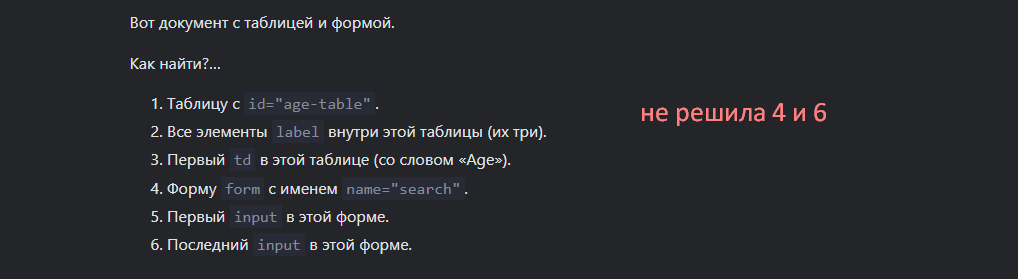 Вот документ с таблицей и формой.
Как найти?...
1. Таблицу с id="age-table".
2. Все элементы label внутри этой таблицы (их три).
3. Первый td в этой таблице (со словом «Age»).
4. Форму form с именем name="search".
5. Первый input в этой форме.
6. Последний input в этой форме.
не решила 4 и 6